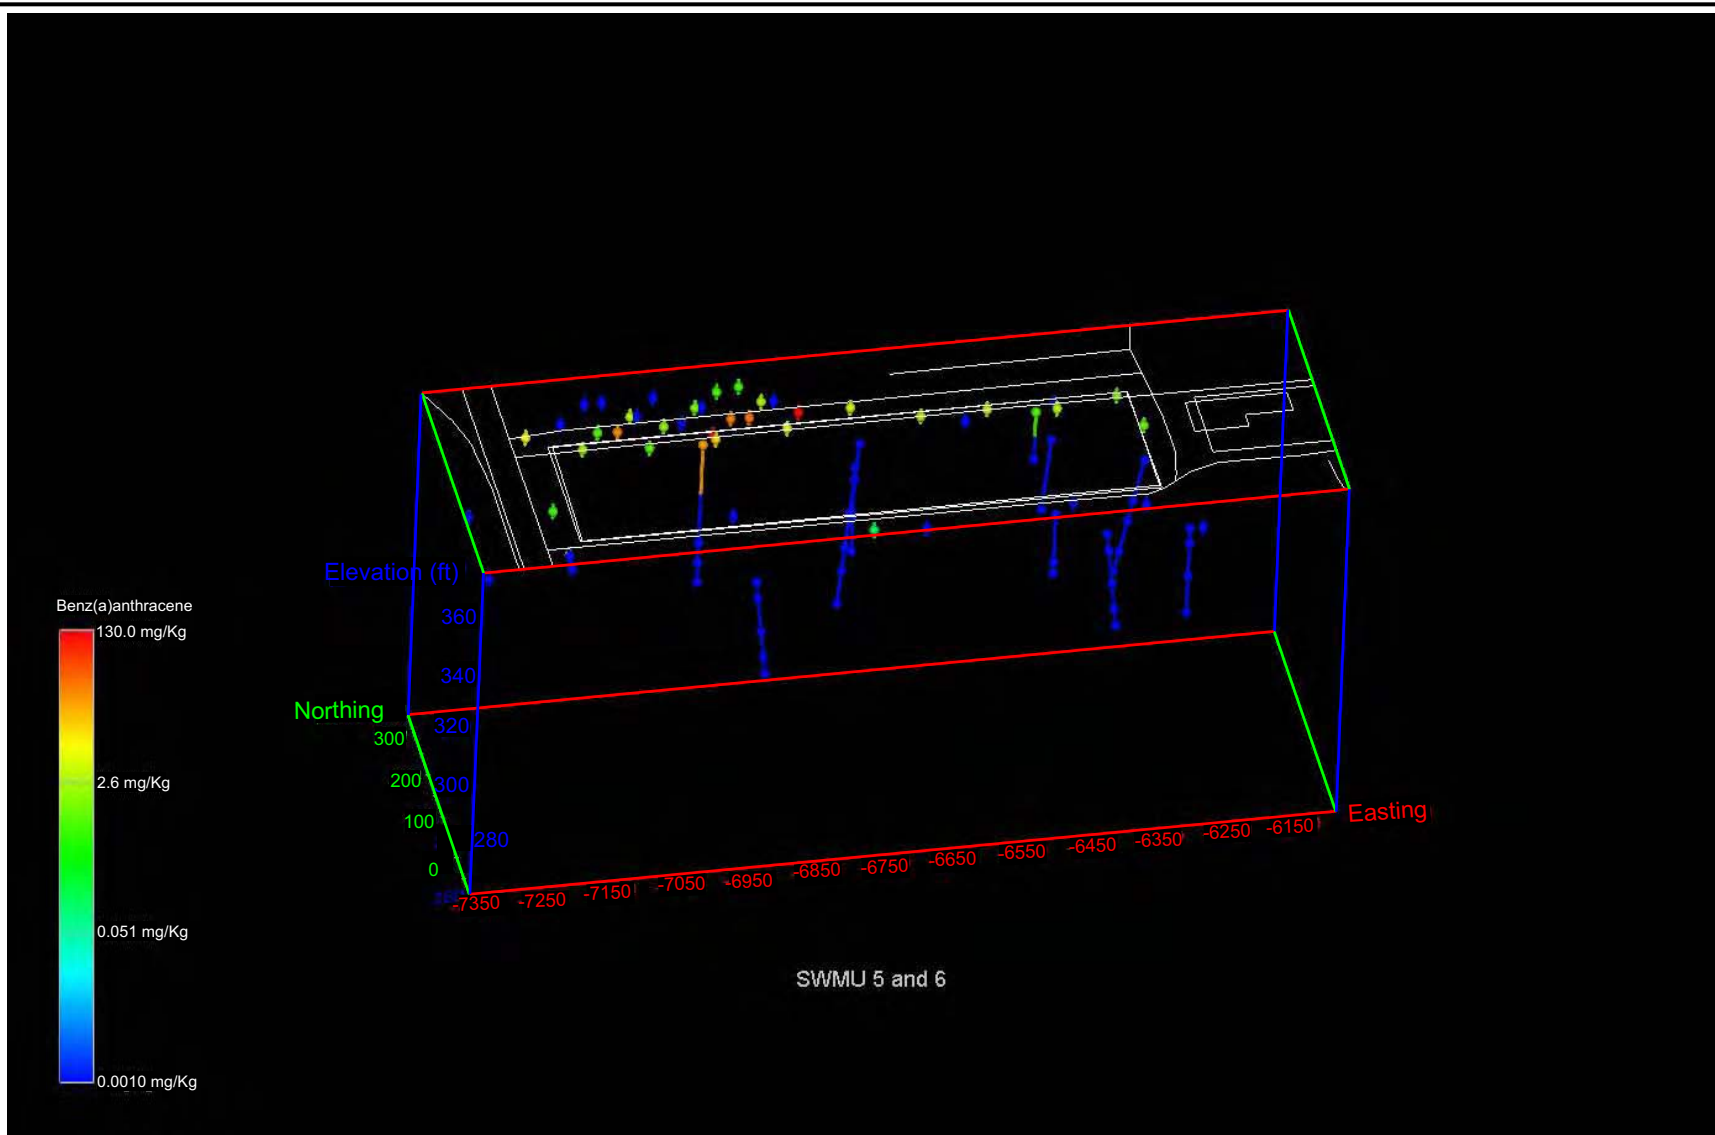 Elevation (ft)
360
340
320
300
280
Northing
300
200
100
0
Benz(a)anthracene
130.0 mg/Kg
2.6 mg/Kg
0.051 mg/Kg
0.0010 mg/Kg
-7350 -7250 -7150 -7050 -6950 -6850 -6750 -6650 -6550 -6450 -6350 -6250 -6150
Easting
SWMU 5 and 6